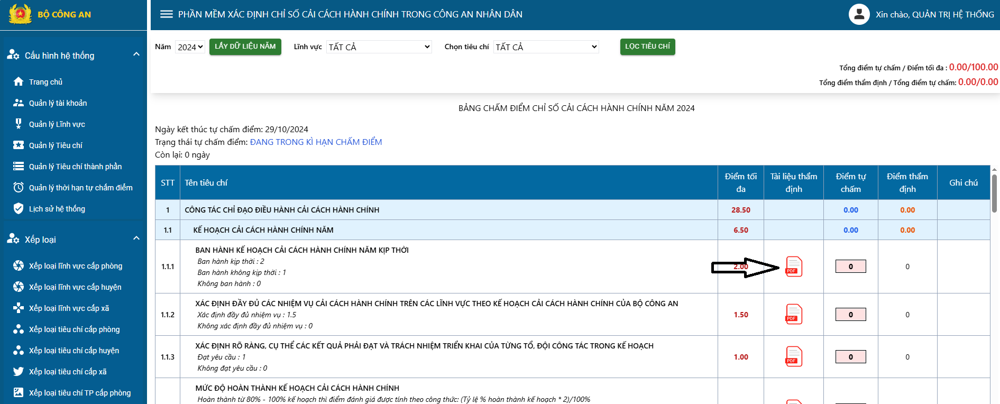 BỘ CÔNG AN
PHẦN MỀM XÁC ĐỊNH CHỈ SỐ CẢI CÁCH HÀNH CHÍNH TRONG CÔNG AN NHÂN DÂN
Xin chào, QUẢN TRỊ HỆ THỐNG
Cấu hình hệ thống
Trang chủ
Quản lý tài khoản
Quản lý Lĩnh vực
Quản lý Tiêu chí
Quản lý Tiêu chí thành phần
Quản lý thời hạn tự chấm điểm
Lịch sử hệ thống
Xếp loại
Xếp loại lĩnh vực cấp phòng
Xếp loại lĩnh vực cấp huyện
Xếp loại lĩnh vực cấp xã
Xếp loại tiêu chí cấp phòng
Xếp loại tiêu chí cấp huyện
Xếp loại tiêu chí cấp xã
Xếp loại tiêu chí TP cấp phòng
Năm 2024 LẤY DỮ LIỆU NĂM Lĩnh vực TẤT CẢ Chọn tiêu chí TẤT CẢ LỌC TIÊU CHÍ
Tổng điểm tự chấm / Điểm tối đa : 0.00/100.00
Tổng điểm thẩm định / Tổng điểm tự chấm: 0.00/0.00
BẢNG CHẤM ĐIỂM CHỈ SỐ CẢI CÁCH HÀNH CHÍNH NĂM 2024
Ngày kết thúc tự chấm điểm: 29/10/2024
Trạng thái tự chấm điểm: ĐANG TRONG KÌ HẠN CHẤM ĐIỂM
Còn lại: 0 ngày
STT Tên tiêu chí Điểm tối đa Tài liệu thẩm định Điểm tự chấm Điểm thẩm định Ghi chú
1 CÔNG TÁC CHỈ ĐẠO ĐIỀU HÀNH CẢI CÁCH HÀNH CHÍNH 28.50 0.00 0.00
1.1 KẾ HOẠCH CẢI CÁCH HÀNH CHÍNH NĂM 6.50 0.00 0.00
1.1.1 BAN HÀNH KẾ HOẠCH CẢI CÁCH HÀNH CHÍNH NĂM KỊP THỜI 2.00 PDF 0 0
Ban hành kịp thời : 2
Ban hành không kịp thời : 1
Không ban hành : 0
1.1.2 XÁC ĐỊNH ĐẦY ĐỦ CÁC NHIỆM VỤ CẢI CÁCH HÀNH CHÍNH TRÊN CÁC LĨNH VỰC THEO KẾ HOẠCH CẢI CÁCH HÀNH CHÍNH CỦA BỘ CÔNG AN 1.50 PDF 0 0
Xác định đầy đủ nhiệm vụ : 1.5
Không xác định đầy đủ nhiệm vụ : 0
1.1.3 XÁC ĐỊNH RÕ RÀNG, CỤ THỂ CÁC KẾT QUẢ PHẢI ĐẠT VÀ TRÁCH NHIỆM TRIỂN KHAI CỦA TỪNG TỔ, ĐỘI CÔNG TÁC TRONG KẾ HOẠCH 1.00 PDF 0 0
Đạt yêu cầu : 1
Không đạt yêu cầu : 0
MỨC ĐỘ HOÀN THÀNH KẾ HOẠCH CẢI CÁCH HÀNH CHÍNH
Hoàn thành từ 80% - 100% kế hoạch thì điểm đánh giá được tính theo công thức: (Tỷ lệ % hoàn thành kế hoạch * 2)/100%